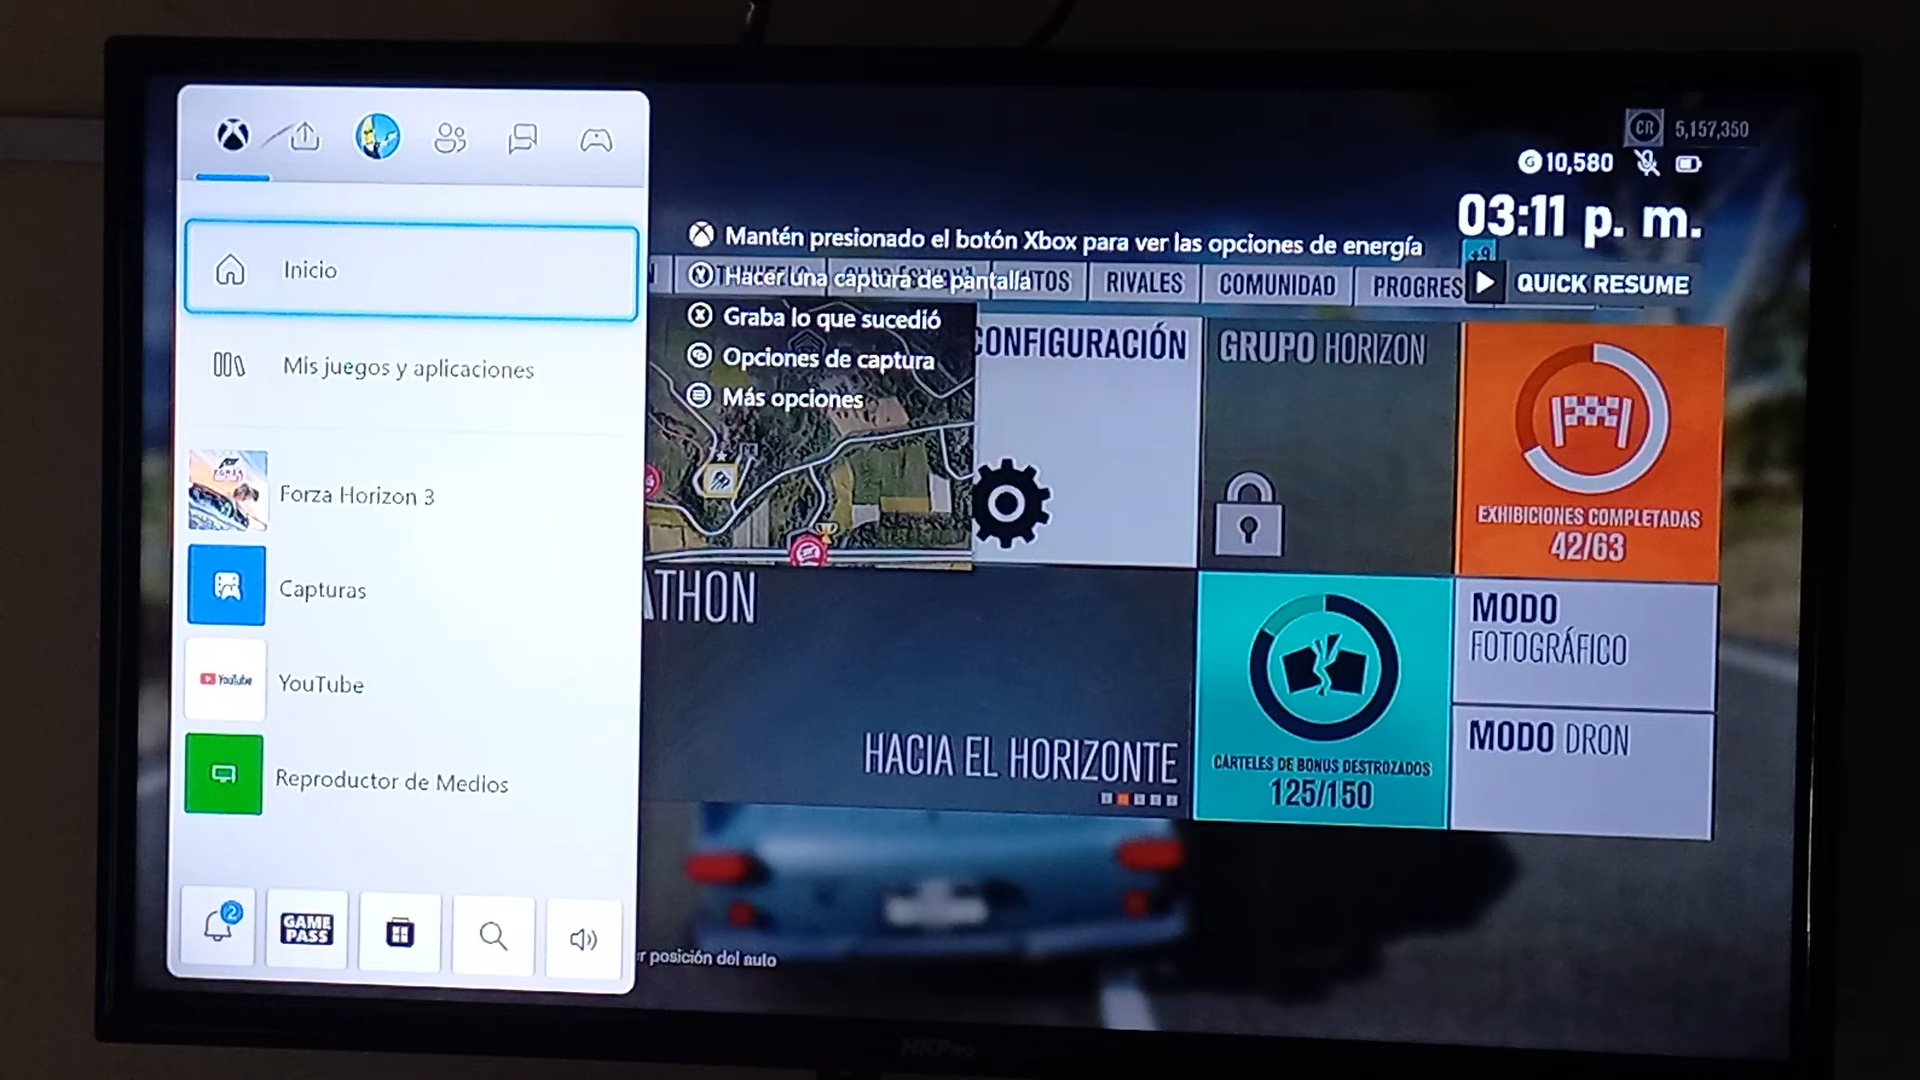 CR 5,157,350
G 10,580
03:11 p. m.
Mantén presionado el botón Xbox para ver las opciones de energía
Hacer una captura de pantalla
TOS
RIVALES
COMUNIDAD
PROGRES
QUICK RESUME
Graba lo que sucedió
Opciones de captura
Más opciones
Inicio
Mis juegos y aplicaciones
Forza Horizon 3
Capturas
YouTube
YouTube
Reproductor de Medios
2
GAME
PASS
CONFIGURACIÓN
GRUPO HORIZON
EXHIBICIONES COMPLETADAS
42/63
ATHON
HACIA EL HORIZONTE
CARTELES DE BONUS DESTROZADOS
125/150
MODO
FOTOGRÁFICO
MODO DRON
r posición del auto
HKPro